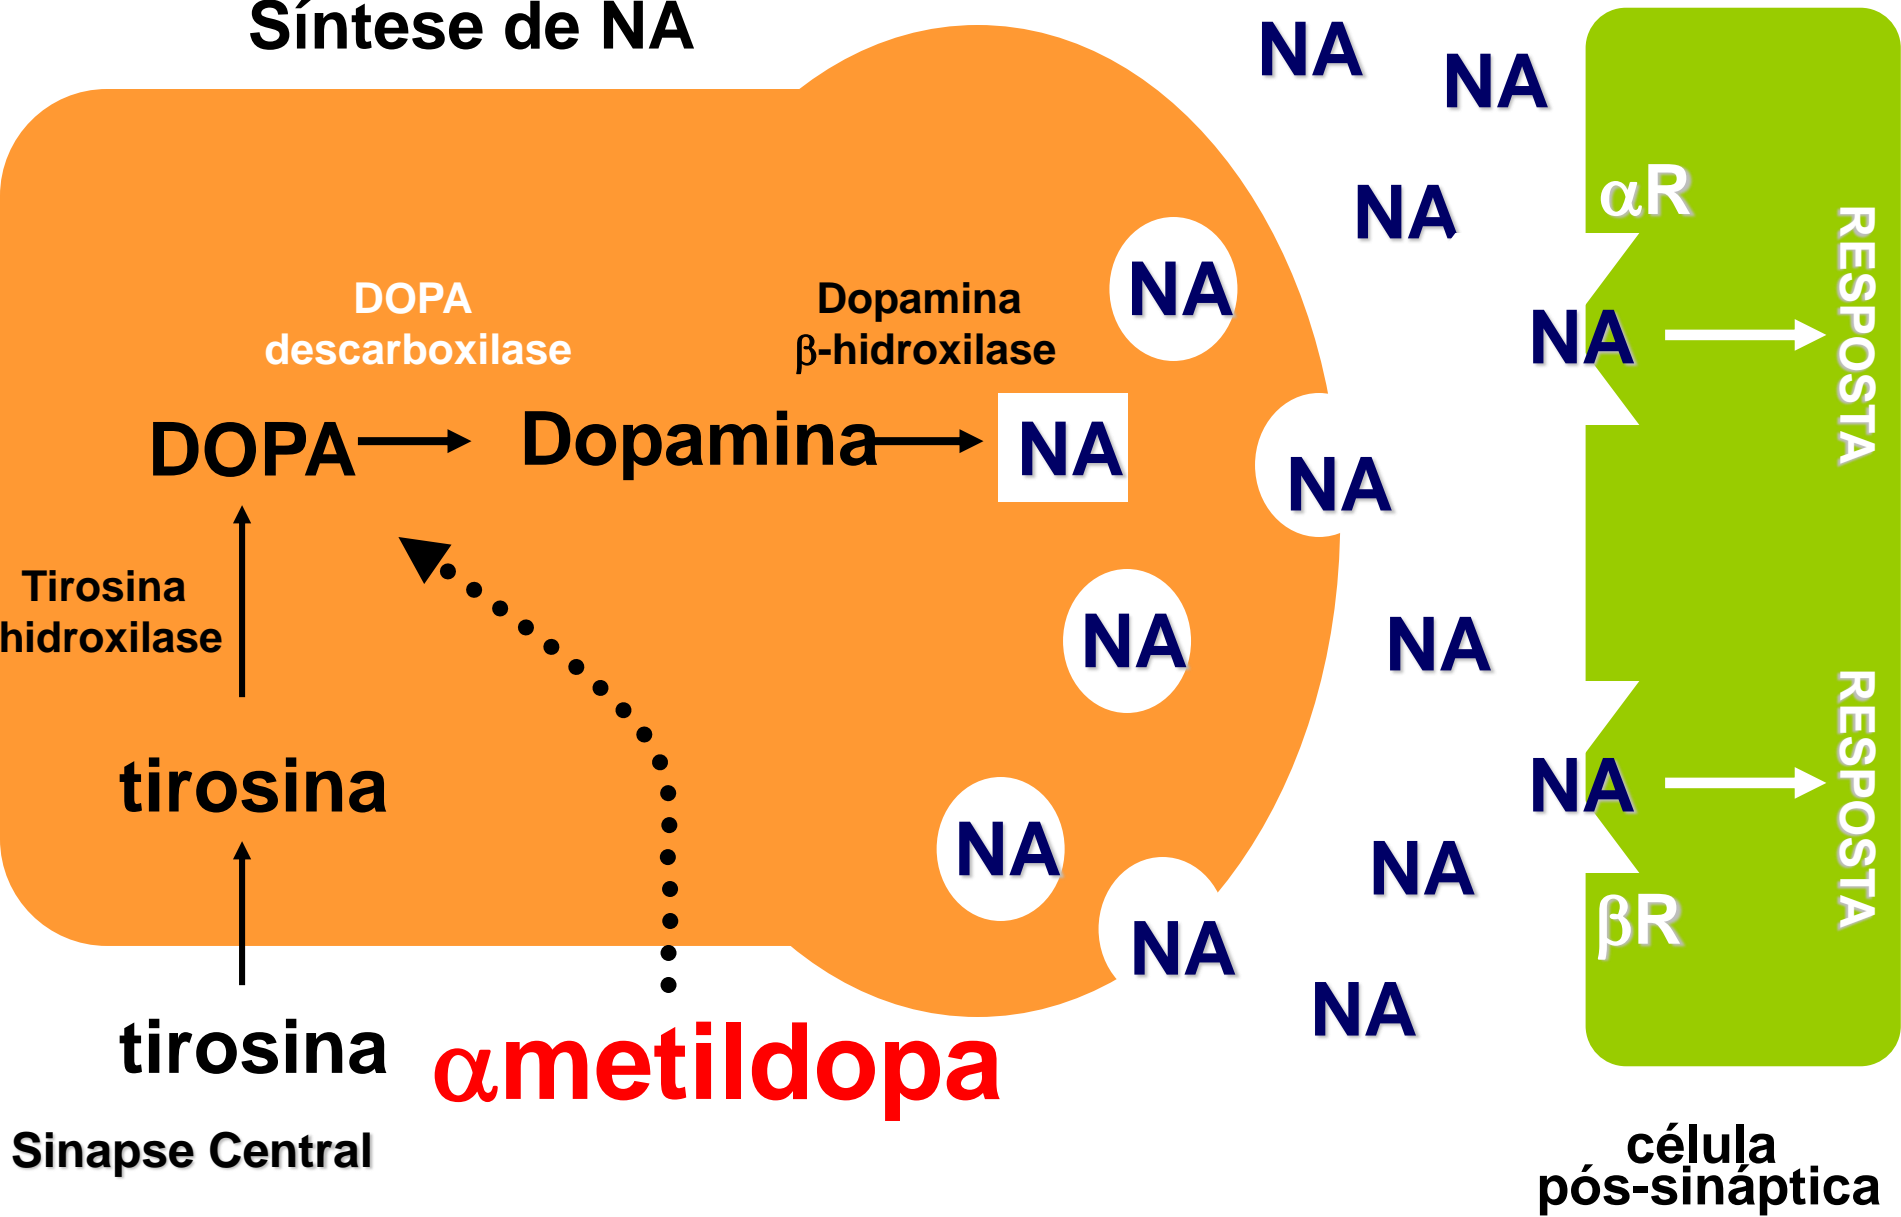 Síntese de NA
NA
NA
NA
αR
RESPOSTA
NA
NA
DOPA
descarboxilase
Dopamina
β-hidroxilase
DOPA
Dopamina
NA
NA
Tirosina
hidroxilase
NA
NA
RESPOSTA
tirosina
NA
NA
NA
βR
NA
NA
tirosina
αmetildopa
Sinapse Central
célula
pós-sináptica